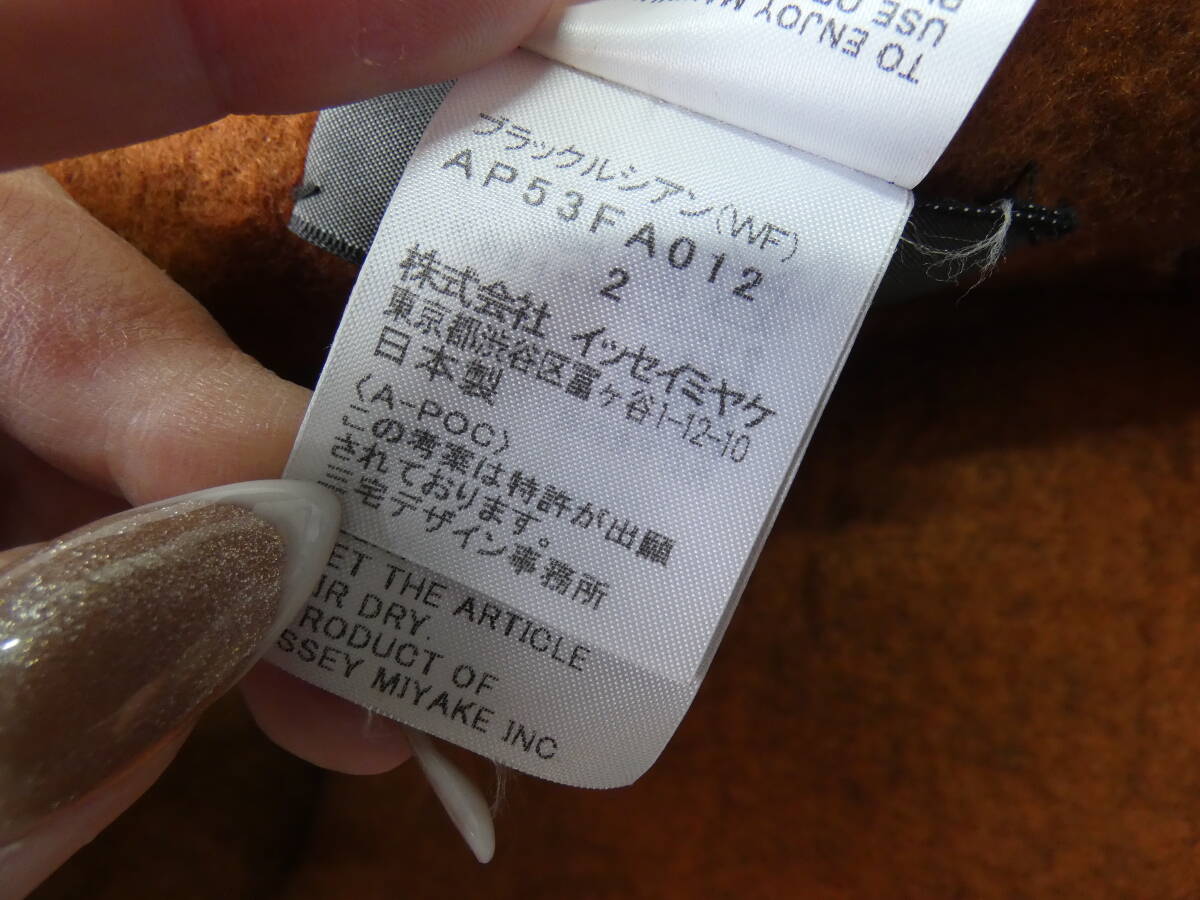 TO ENJOY
USE
ブラックルシアン(WF)
AP53FA012
2
株式会社 イッセイミヤケ
東京都渋谷区富ヶ谷1-12-10
日本製
〈A-POC〉
この考案は特許が出願
されております。
三宅デザイン事務所
ET THE ARTICLE
IR DRY.
RODUCT OF
SSEY MIYAKE INC